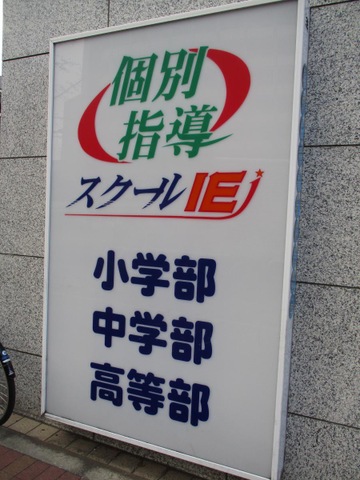 個別
指導
スクールIE
小学部
中学部
高等部